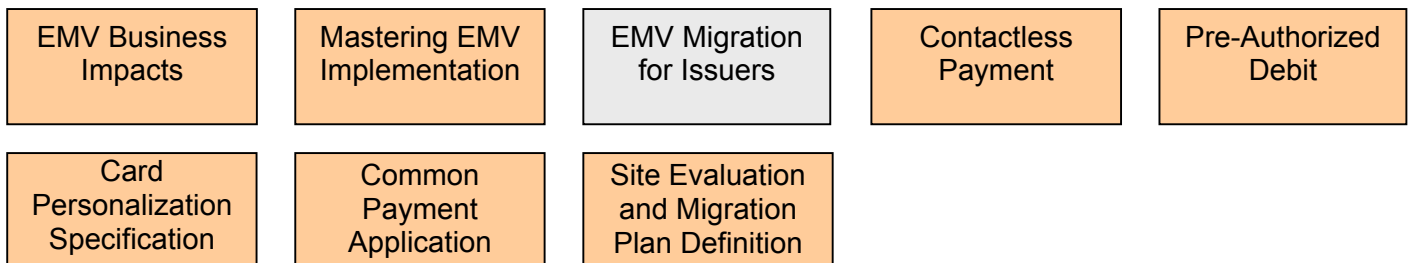 EMV Business
Impacts
Mastering EMV
Implementation
EMV Migration
for Issuers
Contactless
Payment
Pre-Authorized
Debit
Card
Personalization
Specification
Common
Payment
Application
Site Evaluation
and Migration
Plan Definition